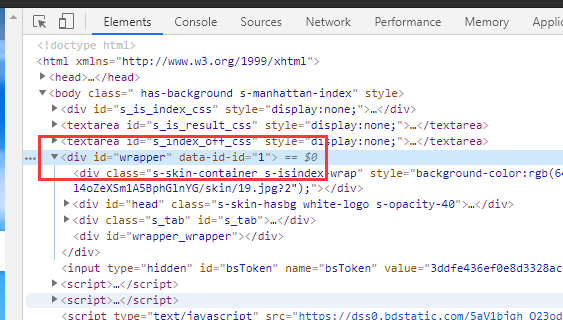 Elements Console Sources Network
<!doctype html>
<html xmlns="http://www.w3.org/1999/xhtml">
<head>…</head>
<body class=" has-background s-manhattan-index" style>
<div id="s_is_index_css" style="display:none;">…</div>
<textarea id="s_is_result_css" style="display:none;">…</textarea>
<textarea id="s_index_off_css" style="display:none;">…</textarea>
… <div id="wrapper" data-id-id="1"> == $0
<div class="s-skin-container s-isindex-wrap" style="background-color:rgb(64
l4oZeXSm1A5BphGlnYG/skin/19.jpg?2");"></div>
<div id="head" class="s-skin-hasbg white-logo s-opacity-40">…</div>
<div class="s_tab" id="s_tab">…</div>
<div id="wrapper_wrapper"></div>
</div>
<input type="hidden" id="bsToken" name="bsToken" value="3ddfe436ef0e8d3328ac
<script>…</script>
<script>…</script>
<script type="text/javascript" src="https://dss0.bdstatic.com/5aV1bjqh_Q23od